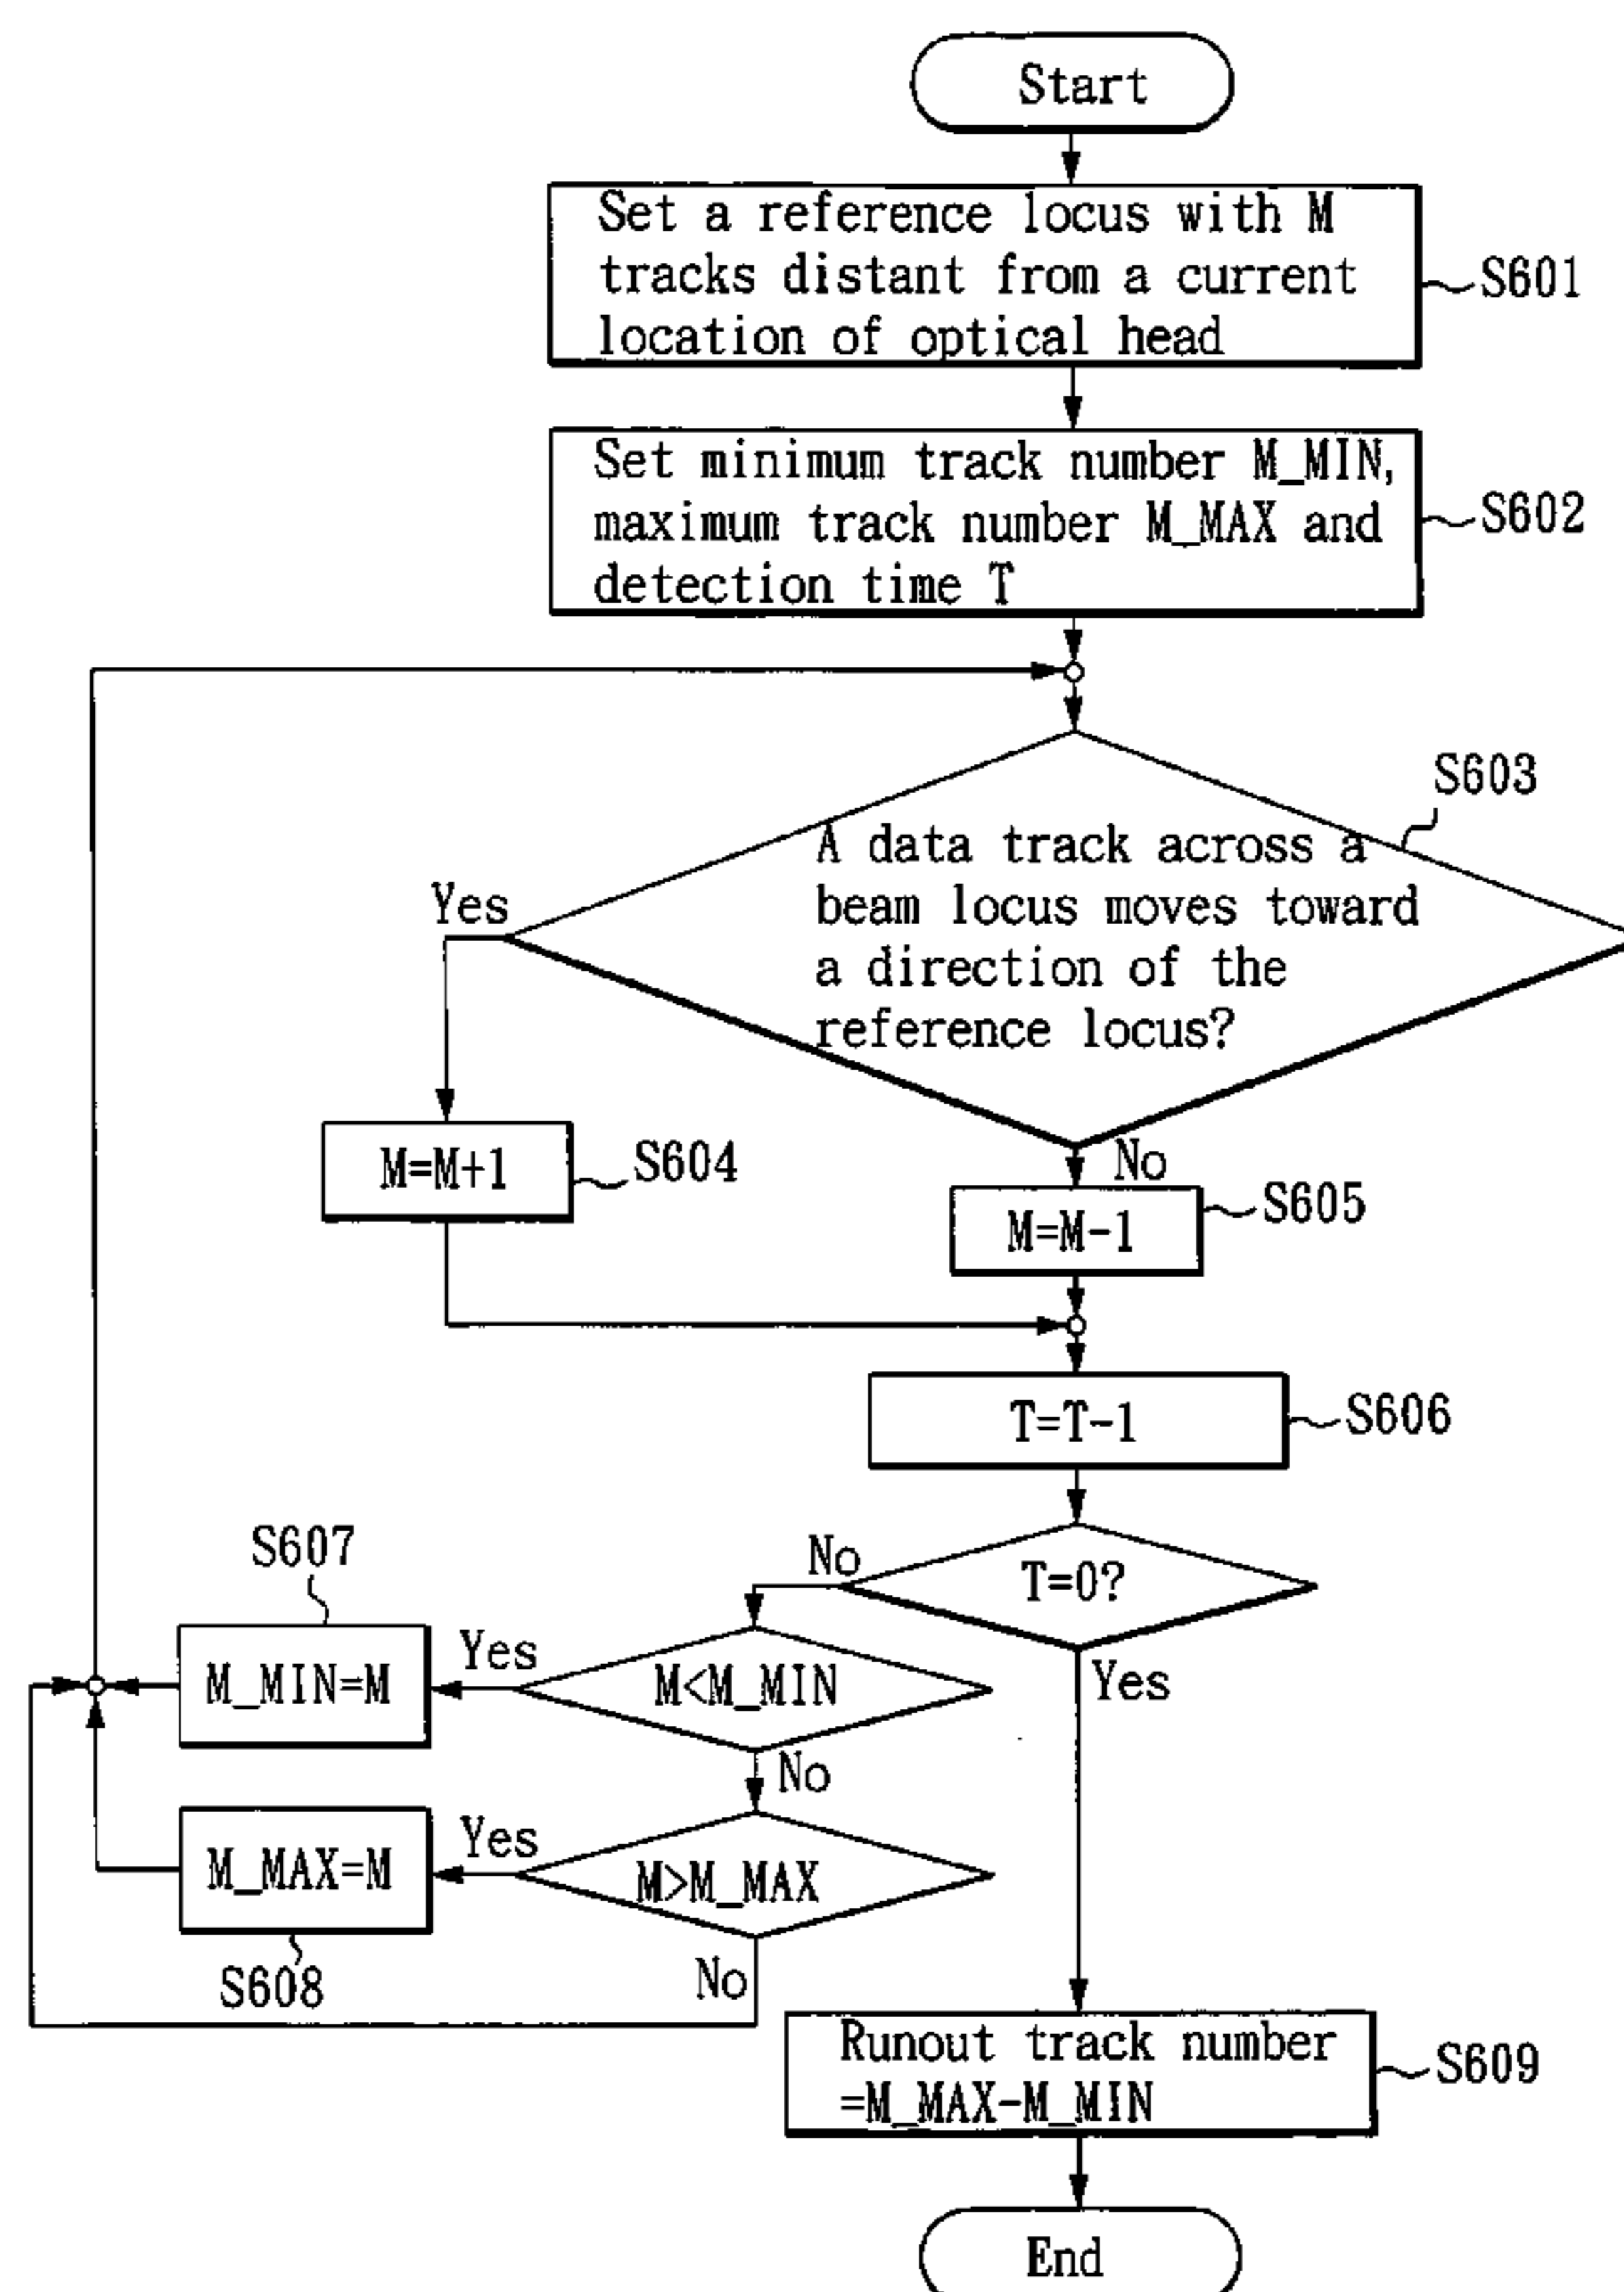 Start
Set a reference locus with M
tracks distant from a current
location of optical head
S601
Set minimum track number M_MIN,
maximum track number M_MAX and
detection time T
S602
S603
A data track across a
beam locus moves toward
a direction of the
reference locus?
Yes
No
M=M+1
S604
S605
M=M-1
T=T-1
S606
S607
No
T=0?
M_MIN=M
Yes
M<M_MIN
Yes
No
M_MAX=M
Yes
M>M_MAX
S608
No
Runout track number
=M_MAX-M_MIN
S609
End